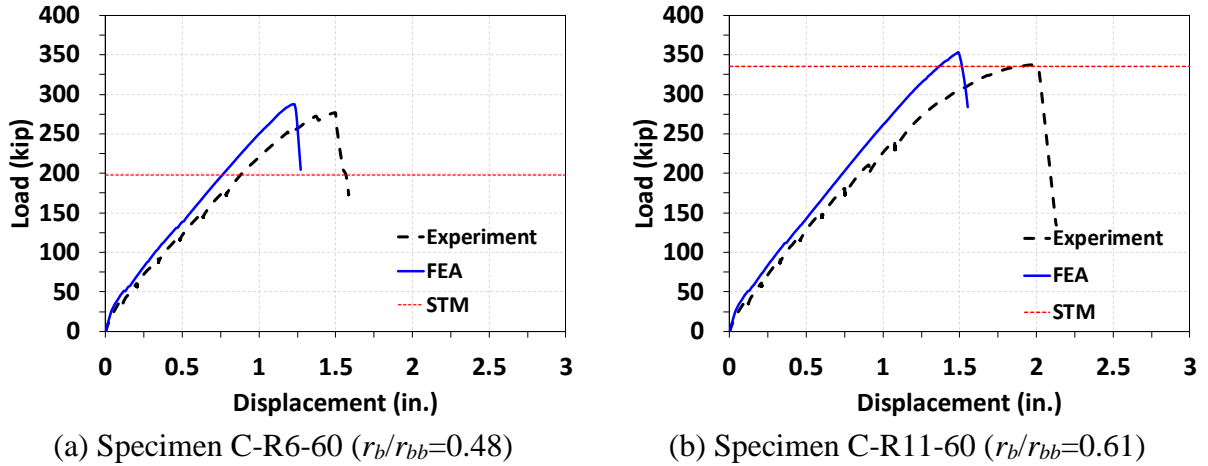 400
350
300
250
200
150
100
50
0
Load (kip)
Experiment
FEA
STM
0 0.5 1 1.5 2 2.5 3
Displacement (in.)
(a) Specimen C-R6-60 (rb/rbb=0.48)
400
350
300
250
200
150
100
50
0
Load (kip)
Experiment
FEA
STM
0 0.5 1 1.5 2 2.5 3
Displacement (in.)
(b) Specimen C-R11-60 (rb/rbb=0.61)